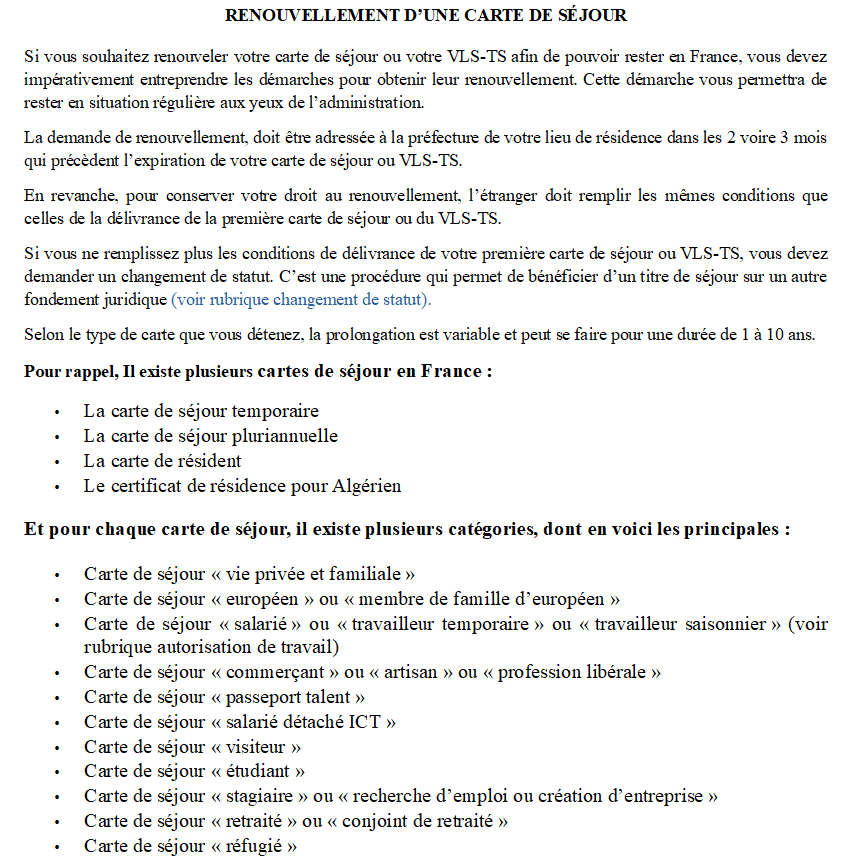 RENOUVELLEMENT D’UNE CARTE DE SÉJOUR
Si vous souhaitez renouveler votre carte de séjour ou votre VLS-TS afin de pouvoir rester en France, vous devez
impérativement entreprendre les démarches pour obtenir leur renouvellement. Cette démarche vous permettra de
rester en situation régulière aux yeux de l’administration.
La demande de renouvellement, doit être adressée à la préfecture de votre lieu de résidence dans les 2 voire 3 mois
qui précèdent l’expiration de votre carte de séjour ou VLS-TS.
En revanche, pour conserver votre droit au renouvellement, l’étranger doit remplir les mêmes conditions que
celles de la délivrance de la première carte de séjour ou du VLS-TS.
Si vous ne remplissez plus les conditions de délivrance de votre première carte de séjour ou VLS-TS, vous devez
demander un changement de statut. C’est une procédure qui permet de bénéficier d’un titre de séjour sur un autre
fondement juridique (voir rubrique changement de statut).
Selon le type de carte que vous détenez, la prolongation est variable et peut se faire pour une durée de 1 à 10 ans.
Pour rappel, Il existe plusieurs cartes de séjour en France :
• La carte de séjour temporaire
• La carte de séjour pluriannuelle
• La carte de résident
• Le certificat de résidence pour Algérien
Et pour chaque carte de séjour, il existe plusieurs catégories, dont en voici les principales :
• Carte de séjour « vie privée et familiale »
• Carte de séjour « européen » ou « membre de famille d’européen »
• Carte de séjour « salarié » ou « travailleur temporaire » ou « travailleur saisonnier » (voir
rubrique autorisation de travail)
• Carte de séjour « commerçant » ou « artisan » ou « profession libérale »
• Carte de séjour « passeport talent »
• Carte de séjour « salarié détaché ICT »
• Carte de séjour « visiteur »
• Carte de séjour « étudiant »
• Carte de séjour « stagiaire » ou « recherche d’emploi ou création d’entreprise »
• Carte de séjour « retraité » ou « conjoint de retraité »
• Carte de séjour « réfugié »